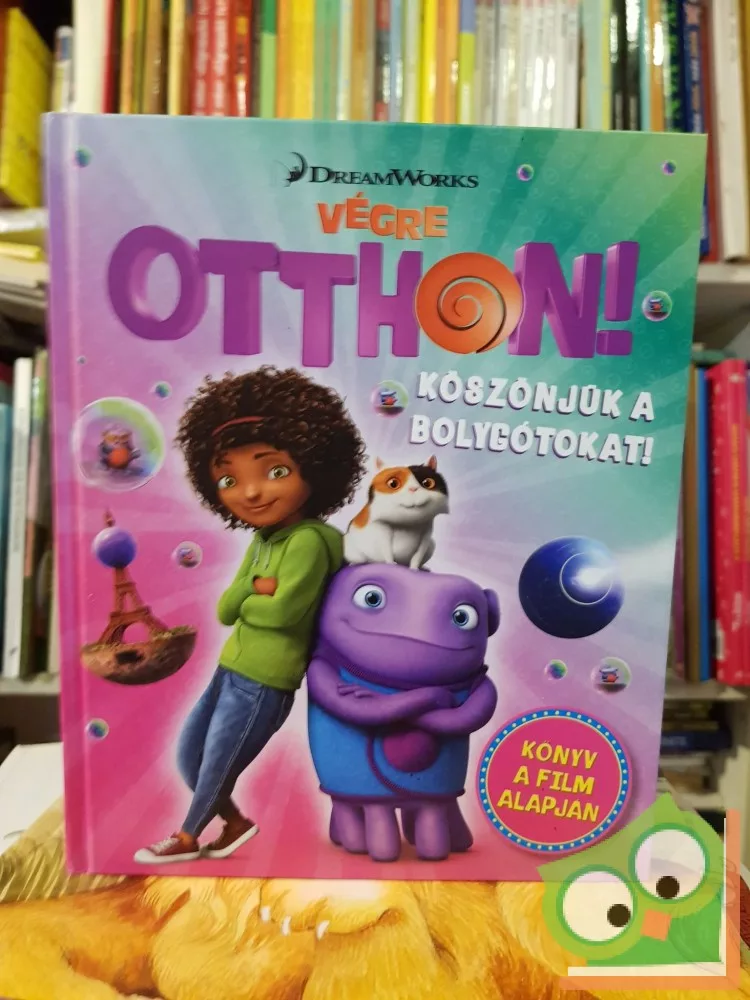 DREAMWORKS
VÉGRE
OTTHON!
KÖSZÖNJÜK A
BOLYGÓTOKAT!
KÖNYV
A FILM
ALAPJÁN